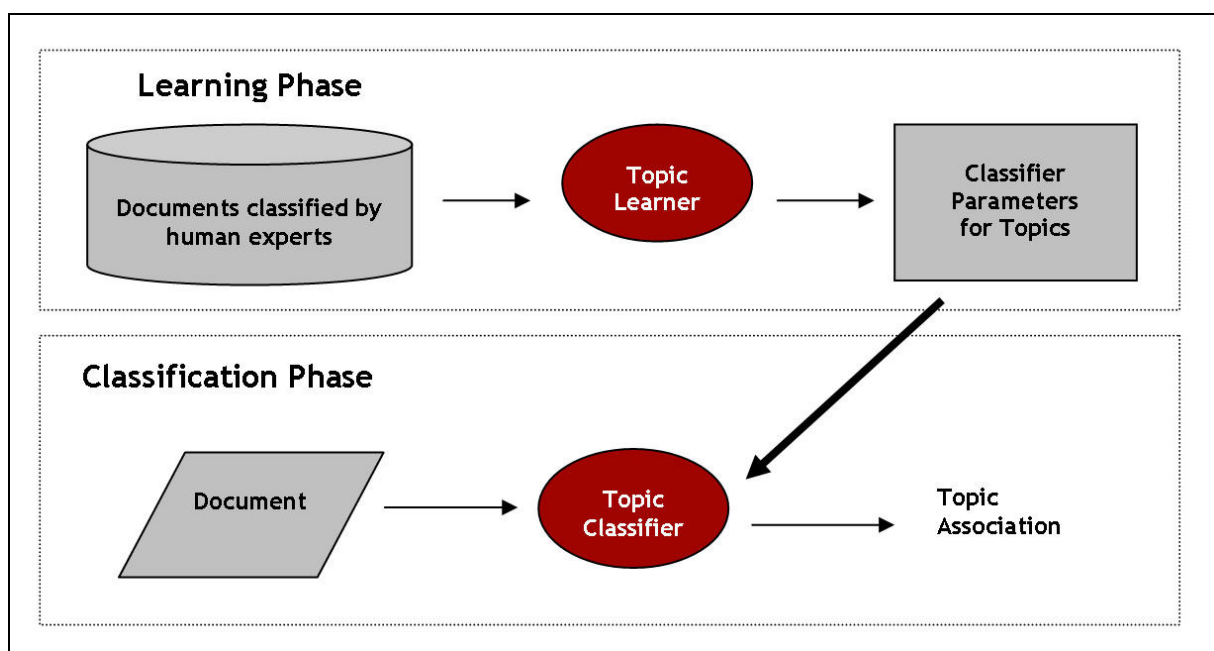 Learning Phase
Documents classified by
human experts
Topic
Learner
Classifier
Parameters
for Topics
Classification Phase
Document
Topic
Classifier
Topic
Association